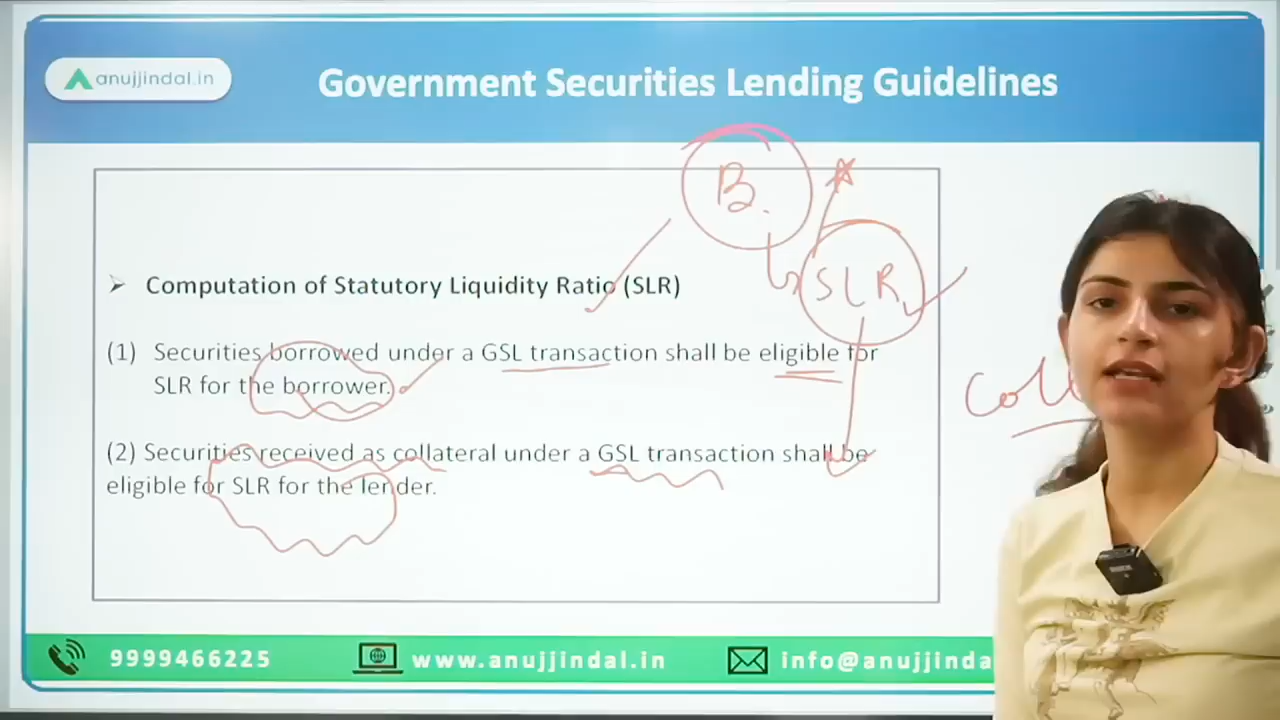 anujjindal.in
Government Securities Lending Guidelines
B.
SLR
➢ Computation of Statutory Liquidity Ratio (SLR)
(1) Securities borrowed under a GSL transaction shall be eligible for
SLR for the borrower.
Coll
(2) Securities received as collateral under a GSL transaction shall be
eligible for SLR for the lender.
9999466225
www.anujjindal.in
info@anujjinda